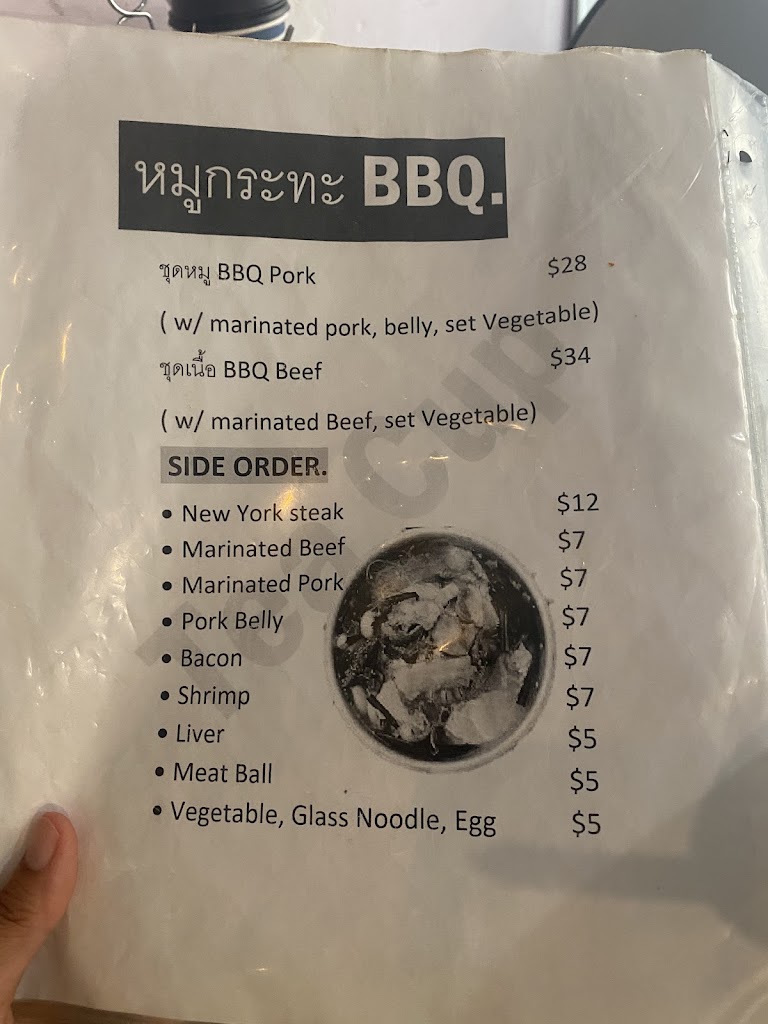 หมูกระทะ BBQ.
ชุดหมู BBQ Pork $28
( w/ marinated pork, belly, set Vegetable)
ชุดเนื้อ BBQ Beef $34
( w/ marinated Beef, set Vegetable)
SIDE ORDER.
• New York steak $12
• Marinated Beef $7
• Marinated Pork $7
• Pork Belly $7
• Bacon $7
• Shrimp $7
• Liver $5
• Meat Ball $5
• Vegetable, Glass Noodle, Egg $5
Tea Cup